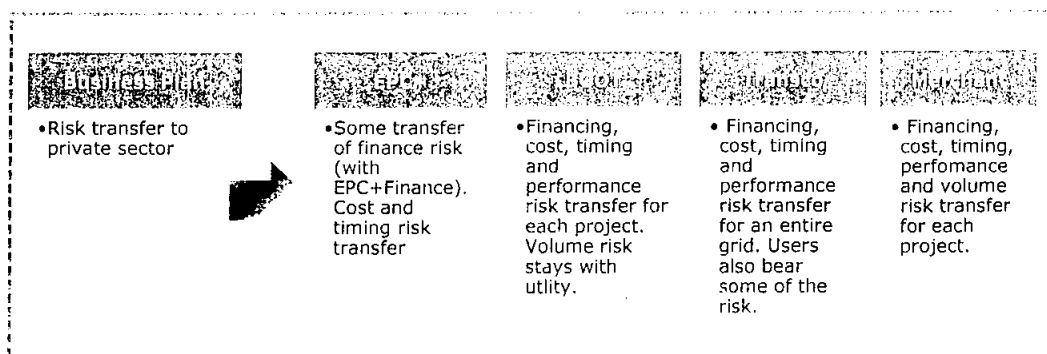 Business Plan
•Risk transfer to
private sector
EPC
•Some transfer
of finance risk
(with
EPC+Finance).
Cost and
timing risk
transfer
•Financing,
cost, timing
and
performance
risk transfer for
each project.
Volume risk
stays with
utlity.
Transco
• Financing,
cost, timing
and
performance
risk transfer
for an entire
grid. Users
also bear
some of the
risk.
Merchant
• Financing,
cost, timing,
perfomance
and volume
risk transfer
for each
project.